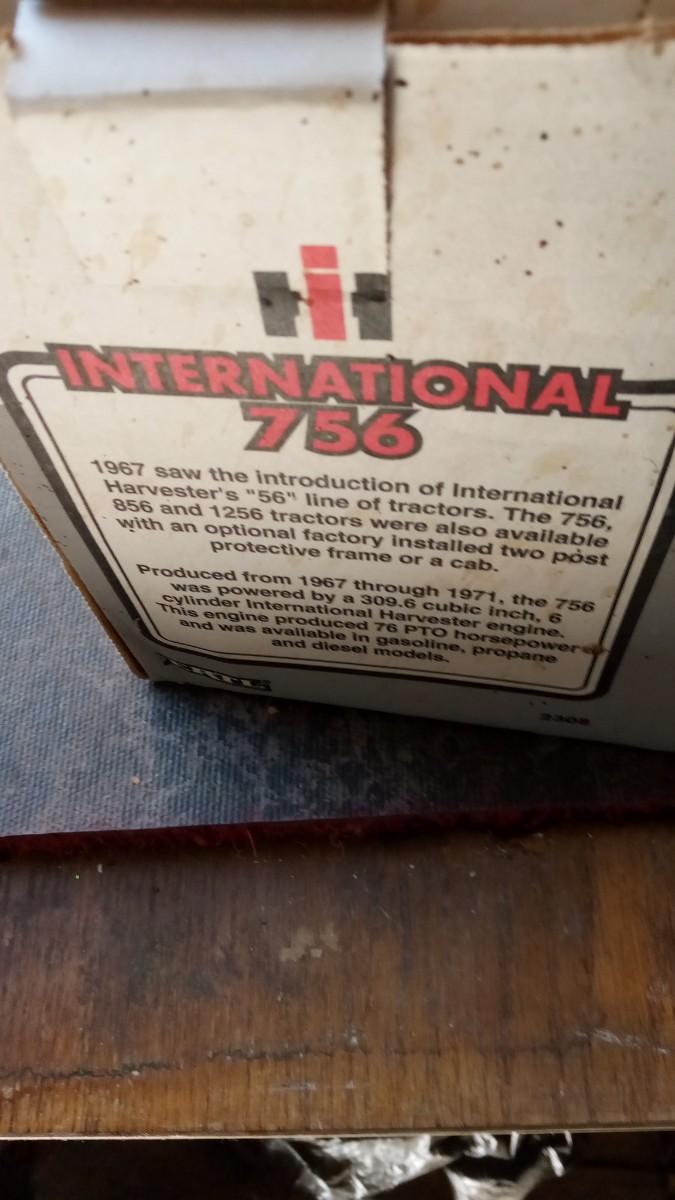 INTERNATIONAL
756
1967 saw the introduction of International
Harvester's "56" line of tractors. The 756,
856 and 1256 tractors were also available
with an optional factory installed two post
protective frame or a cab.
Produced from 1967 through 1971, the 756
was powered by a 309.6 cubic inch, 6
cylinder International Harvester engine.
This engine produced 76 PTO horsepower
and was available in gasoline, propane
and diesel models.
ERTL
2308